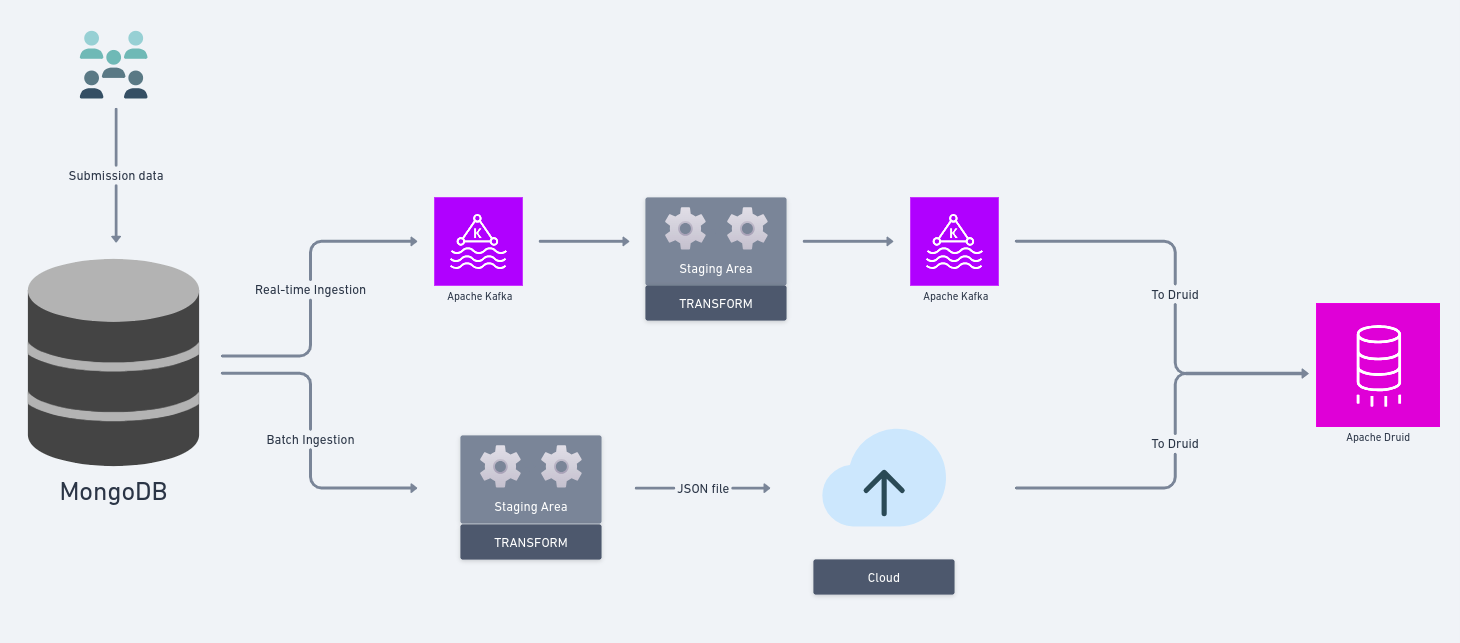 Submission data
MongoDB
Real-time Ingestion
Batch Ingestion
K
Apache Kafka
Staging Area
TRANSFORM
K
Apache Kafka
To Druid
Staging Area
TRANSFORM
JSON file
Cloud
To Druid
Apache Druid